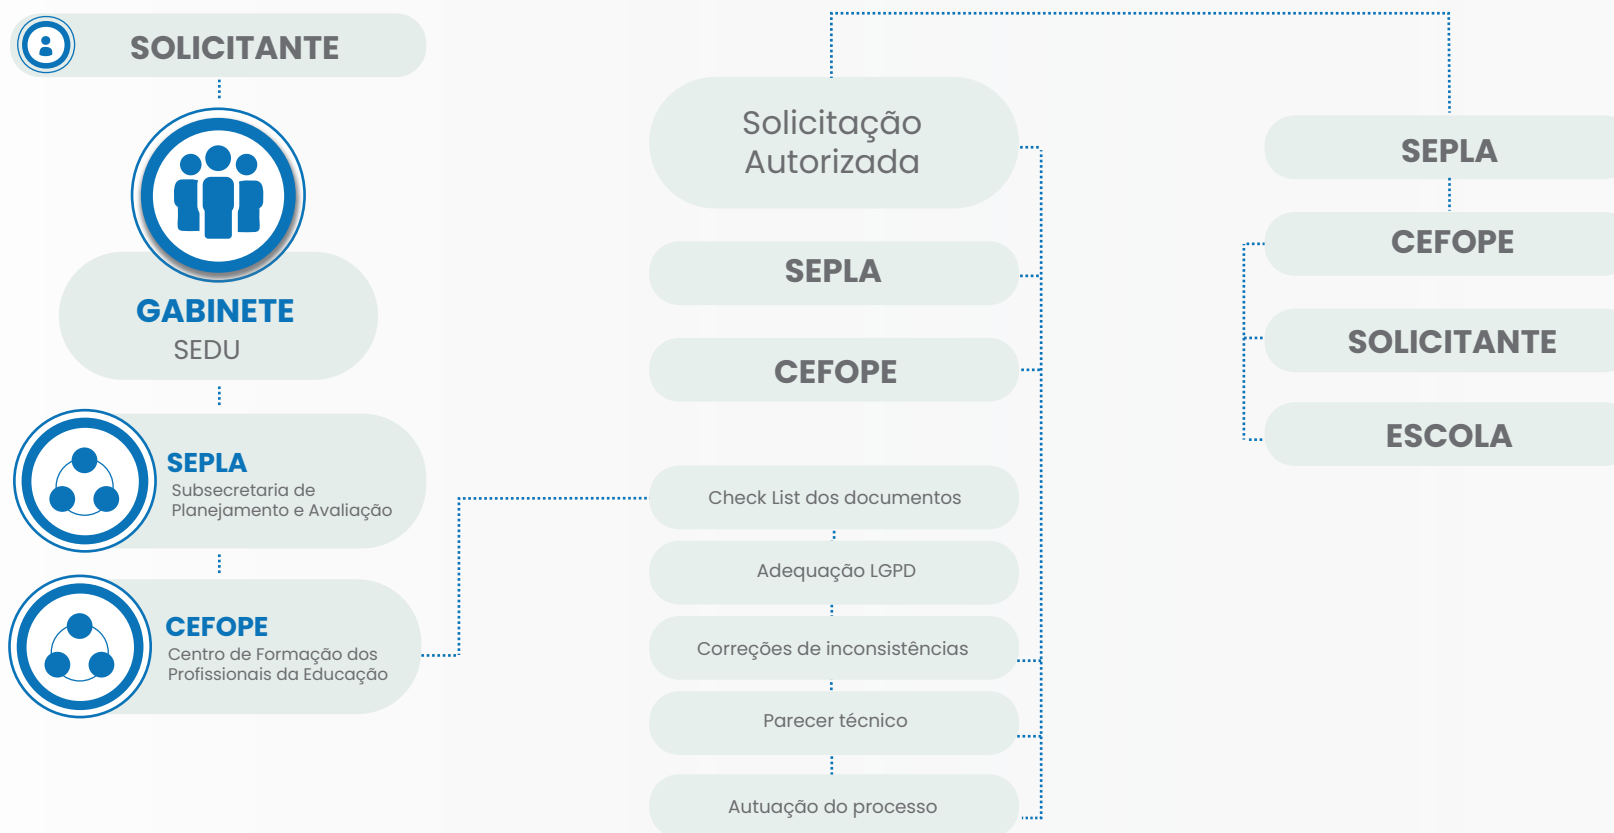 SOLICITANTE
GABINETE
SEDU
SEPLA
Subsecretaria de
Planejamento e Avaliação
CEFOPE
Centro de Formação dos
Profissionais da Educação
Solicitação
Autorizada
SEPLA
CEFOPE
Check List dos documentos
Adequação LGPD
Correções de inconsistências
Parecer técnico
Autuação do processo
SEPLA
CEFOPE
SOLICITANTE
ESCOLA